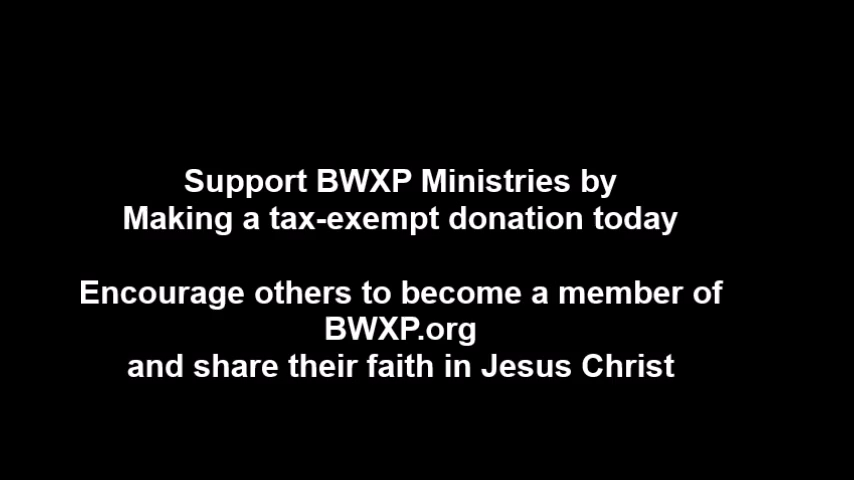 Support BWXP Ministries by
Making a tax-exempt donation today
Encourage others to become a member of
BWXP.org
and share their faith in Jesus Christ